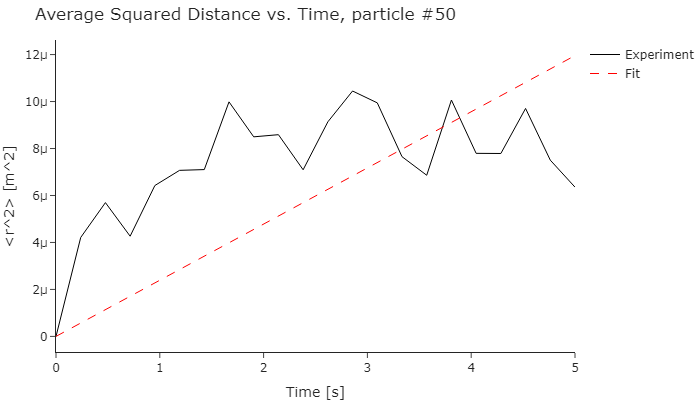 Average Squared Distance vs. Time, particle #50
12μ
10μ
8μ
6μ
4μ
2μ
0
<r^2> [m^2]
0 1 2 3 4 5
Time [s]
Experiment
Fit